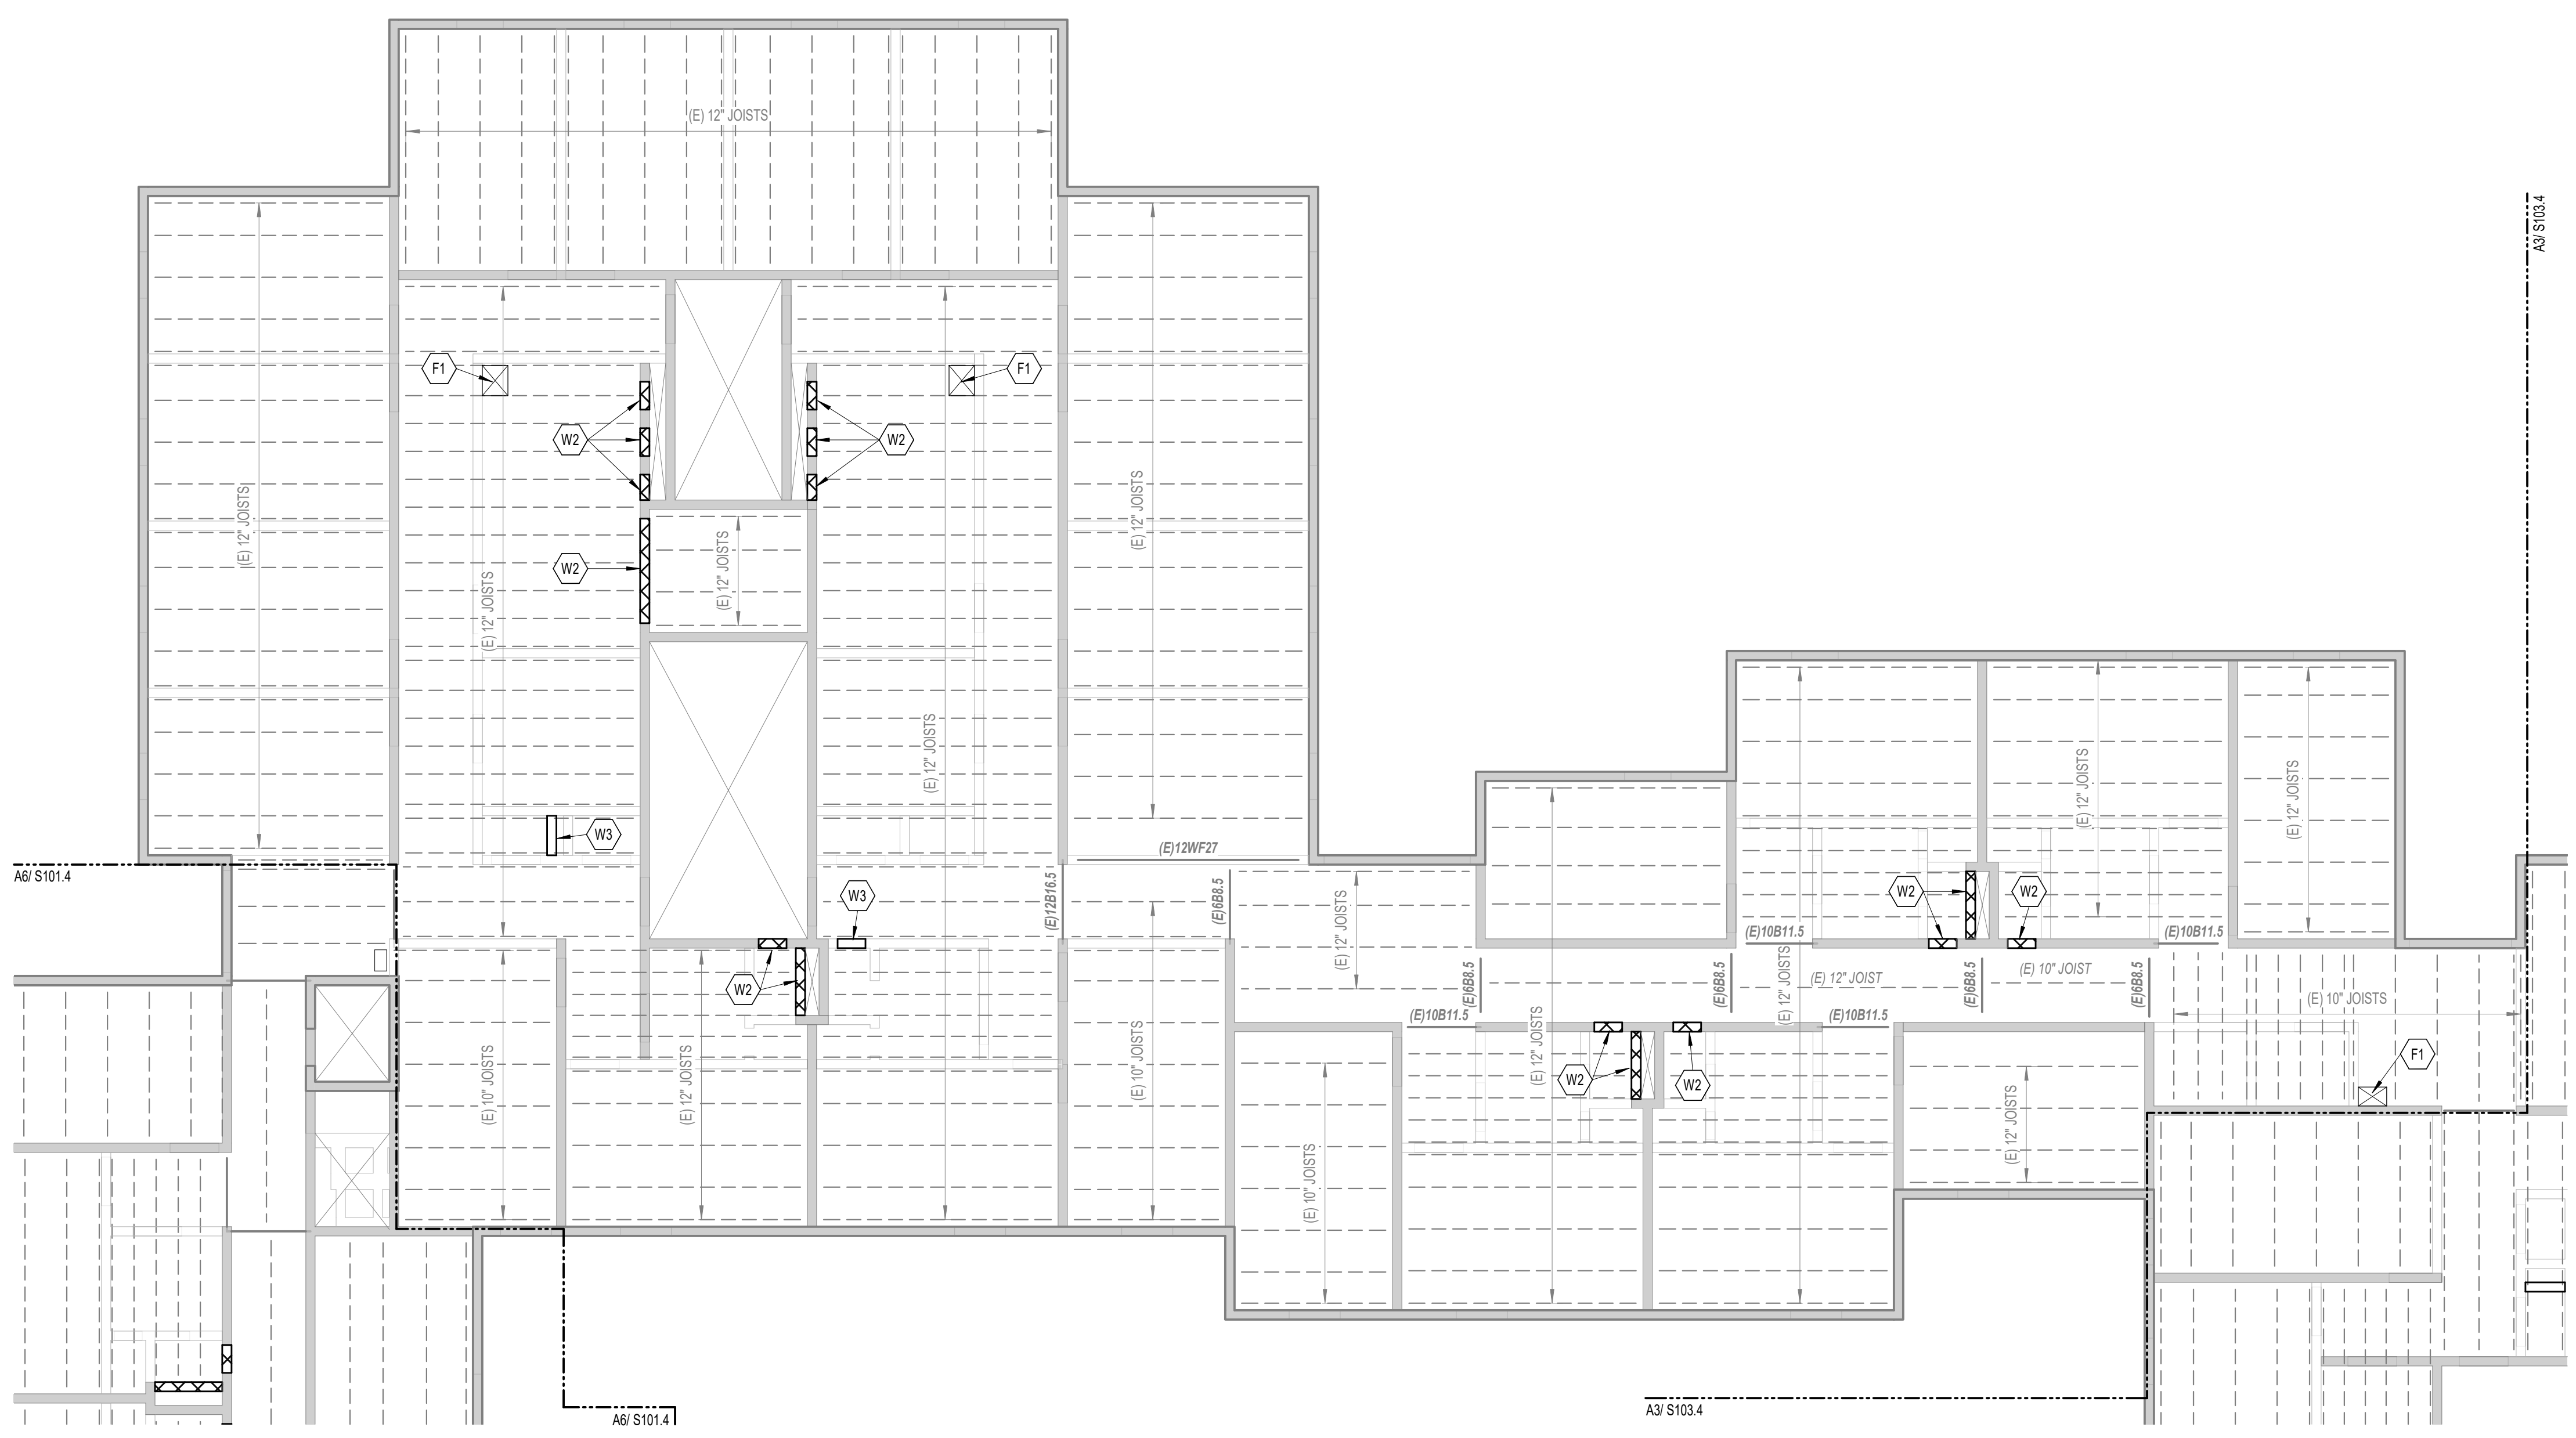 (E) 12" JOISTS
A3/ S103.4
F1
F1
W2
W2
(E) 12" JOISTS
(E) 12" JOISTS
W2
(E) 12" JOISTS
(E) 12" JOISTS
(E) 12" JOISTS
W3
(E) 12" JOISTS
(E) 12" JOISTS
(E)12WF27
A6/ S101.4
W3
(E)12B16.5
(E)6B8.5
(E) 12" JOISTS
W2
W2
(E)10B11.5
(E)10B11.5
W2
(E)6B8.5
(E)6B8.5
(E) 12" JOISTS
(E) 12" JOIST
(E)6B8.5
(E) 10" JOIST
(E)6B8.5
(E) 10" JOISTS
(E)10B11.5
(E)10B11.5
(E) 12" JOISTS
F1
W2
W2
(E) 10" JOISTS
(E) 12" JOISTS
(E) 10" JOISTS
(E) 12" JOISTS
(E) 10" JOISTS
A6/ S101.4
A3/ S103.4